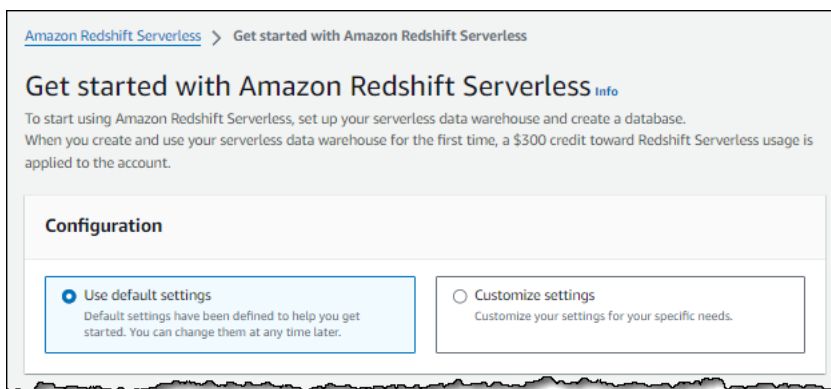 Amazon Redshift Serverless > Get started with Amazon Redshift Serverless
Get started with Amazon Redshift Serverless Info
To start using Amazon Redshift Serverless, set up your serverless data warehouse and create a database.
When you create and use your serverless data warehouse for the first time, a $300 credit toward Redshift Serverless usage is
applied to the account.
Configuration
Use default settings
Default settings have been defined to help you get
started. You can change them at any time later.
Customize settings
Customize your settings for your specific needs.